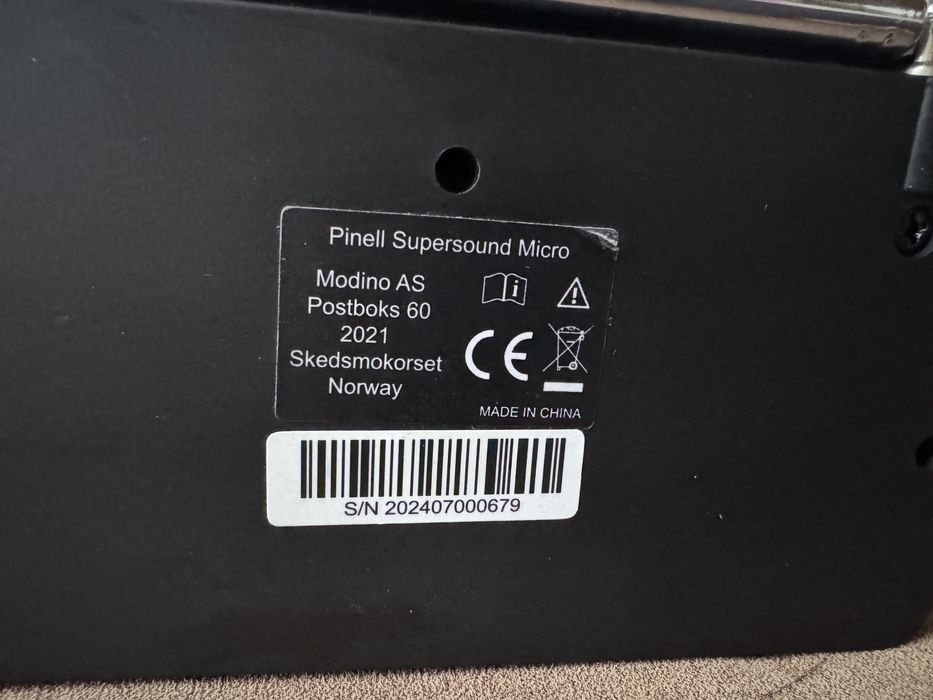 Pinell Supersound Micro
Modino AS
Postboks 60
2021
Skedsmokorset
Norway
i
CE
MADE IN CHINA
S/N 202407000679